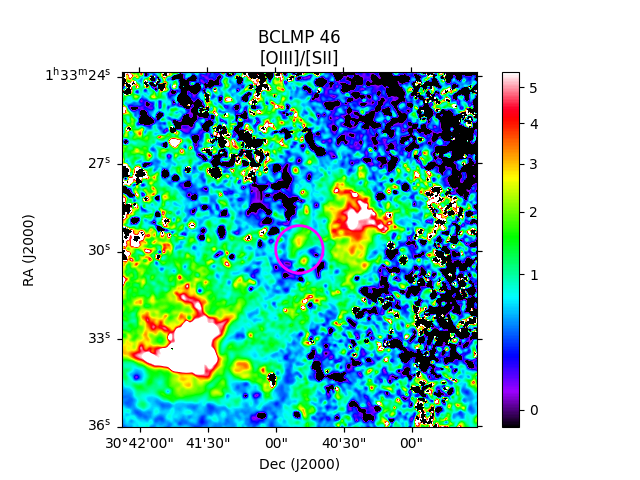 BCLMP 46
[OIII]/[SII]
1ʰ33ᵐ24ˢ
27ˢ
30ˢ
33ˢ
36ˢ
RA (J2000)
30°42'00" 41'30" 00" 40'30" 00"
Dec (J2000)
5
4
3
2
1
0